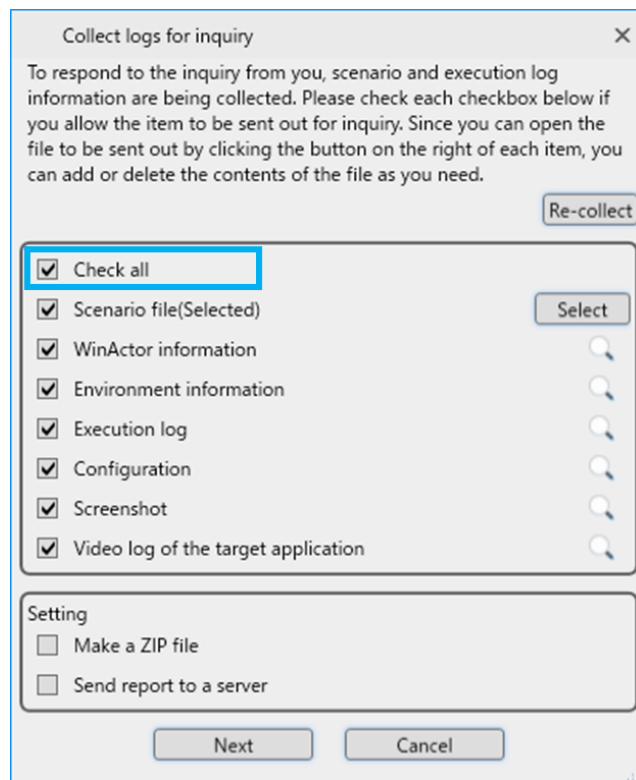 Collect logs for inquiry
To respond to the inquiry from you, scenario and execution log
information are being collected. Please check each checkbox below if
you allow the item to be sent out for inquiry. Since you can open the
file to be sent out by clicking the button on the right of each item, you
can add or delete the contents of the file as you need.
Re-collect
Check all
Scenario file(Selected)
Select
WinActor information
Environment information
Execution log
Configuration
Screenshot
Video log of the target application
Setting
Make a ZIP file
Send report to a server
Next
Cancel